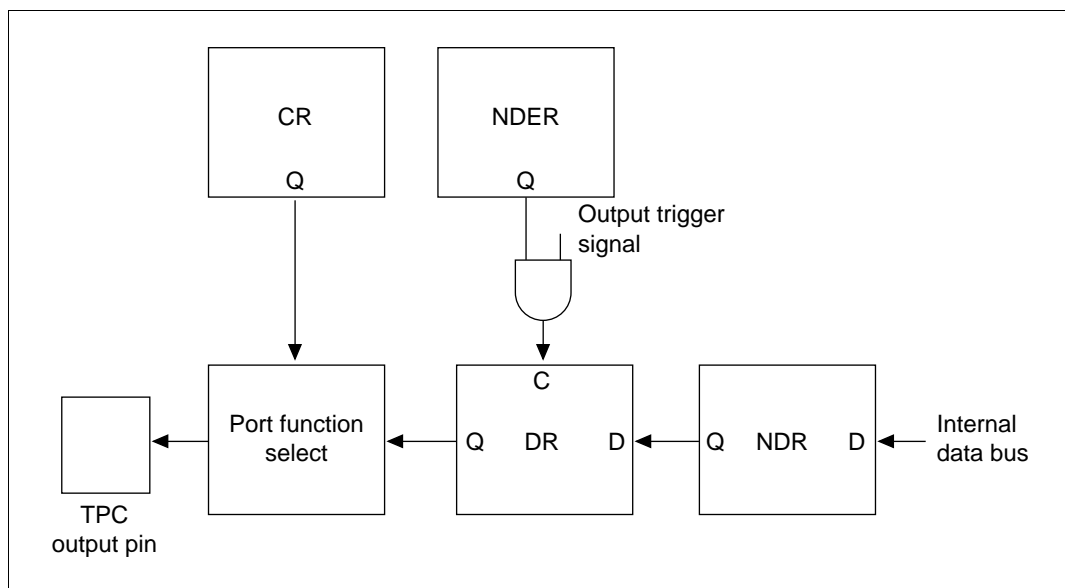 CR
Q
NDER
Q
Output trigger
signal
C
Port function
select
Q
DR
D
Q
NDR
D
Internal
data bus
TPC
output pin